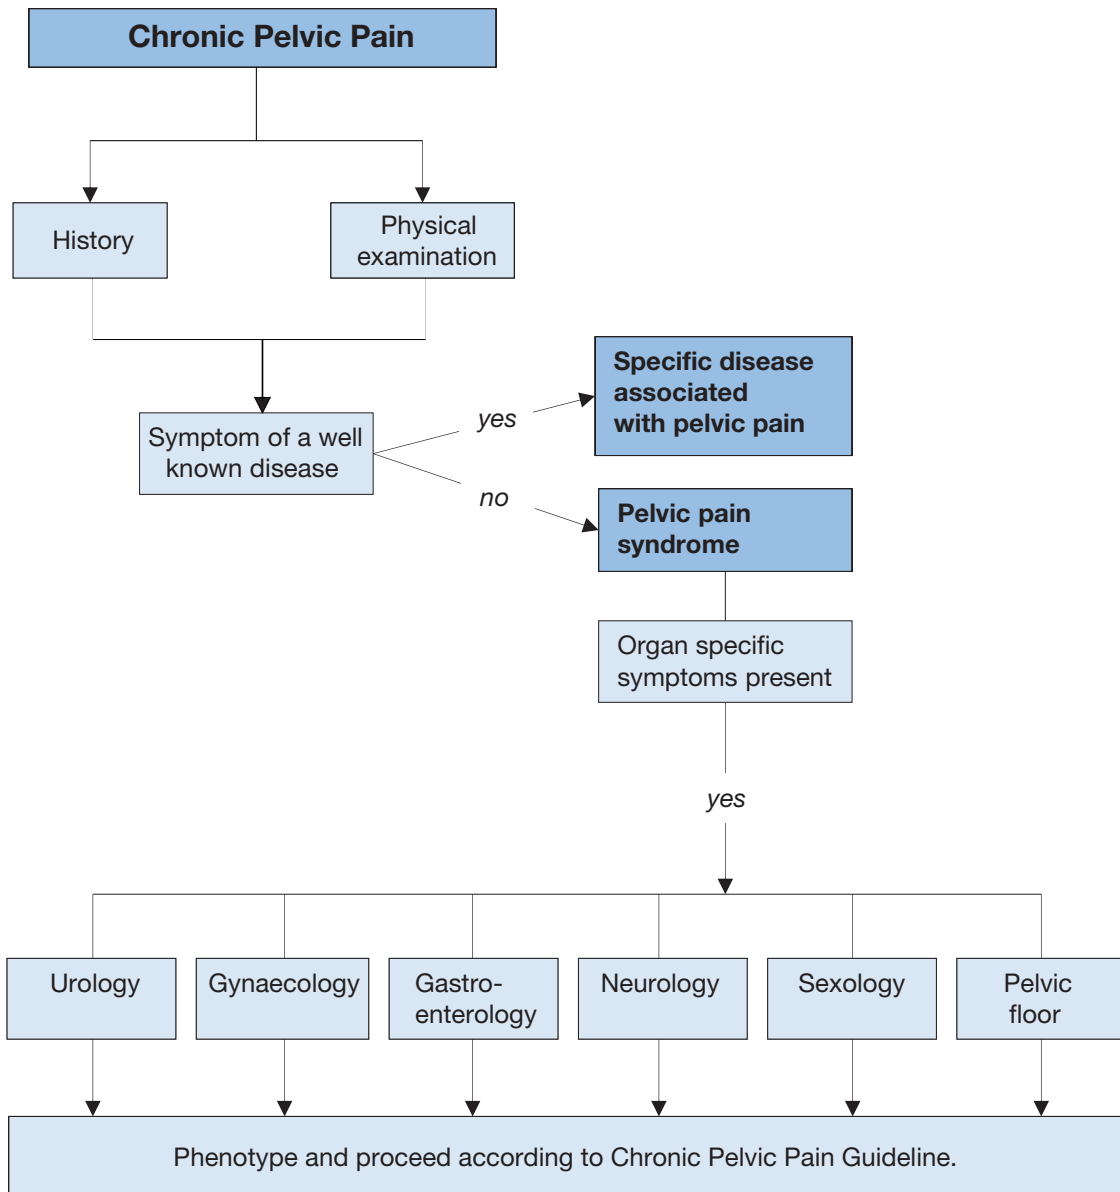 Chronic Pelvic Pain
History
Physical
examination
Symptom of a well
known disease
yes
Specific disease
associated
with pelvic pain
no
Pelvic pain
syndrome
Organ specific
symptoms present
yes
Urology
Gynaecology
Gastro-
enterology
Neurology
Sexology
Pelvic
floor
Phenotype and proceed according to Chronic Pelvic Pain Guideline.